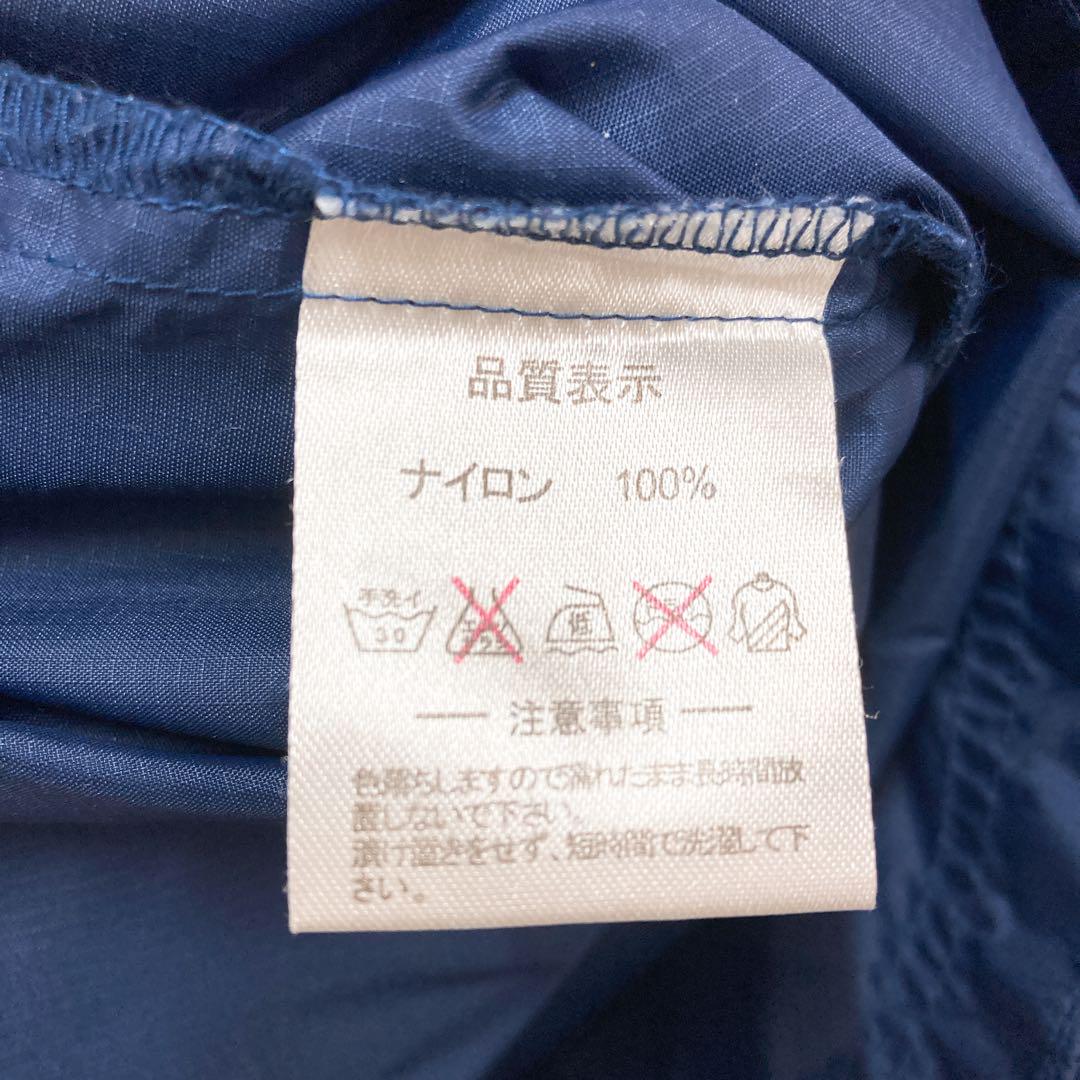 品質表示
ナイロン 100%
手洗イ
30
低
注意事項
色落ちしますので濡れたまま長時間放
置しないで下さい。
漬け置きをせず、短時間で洗濯して下
さい。